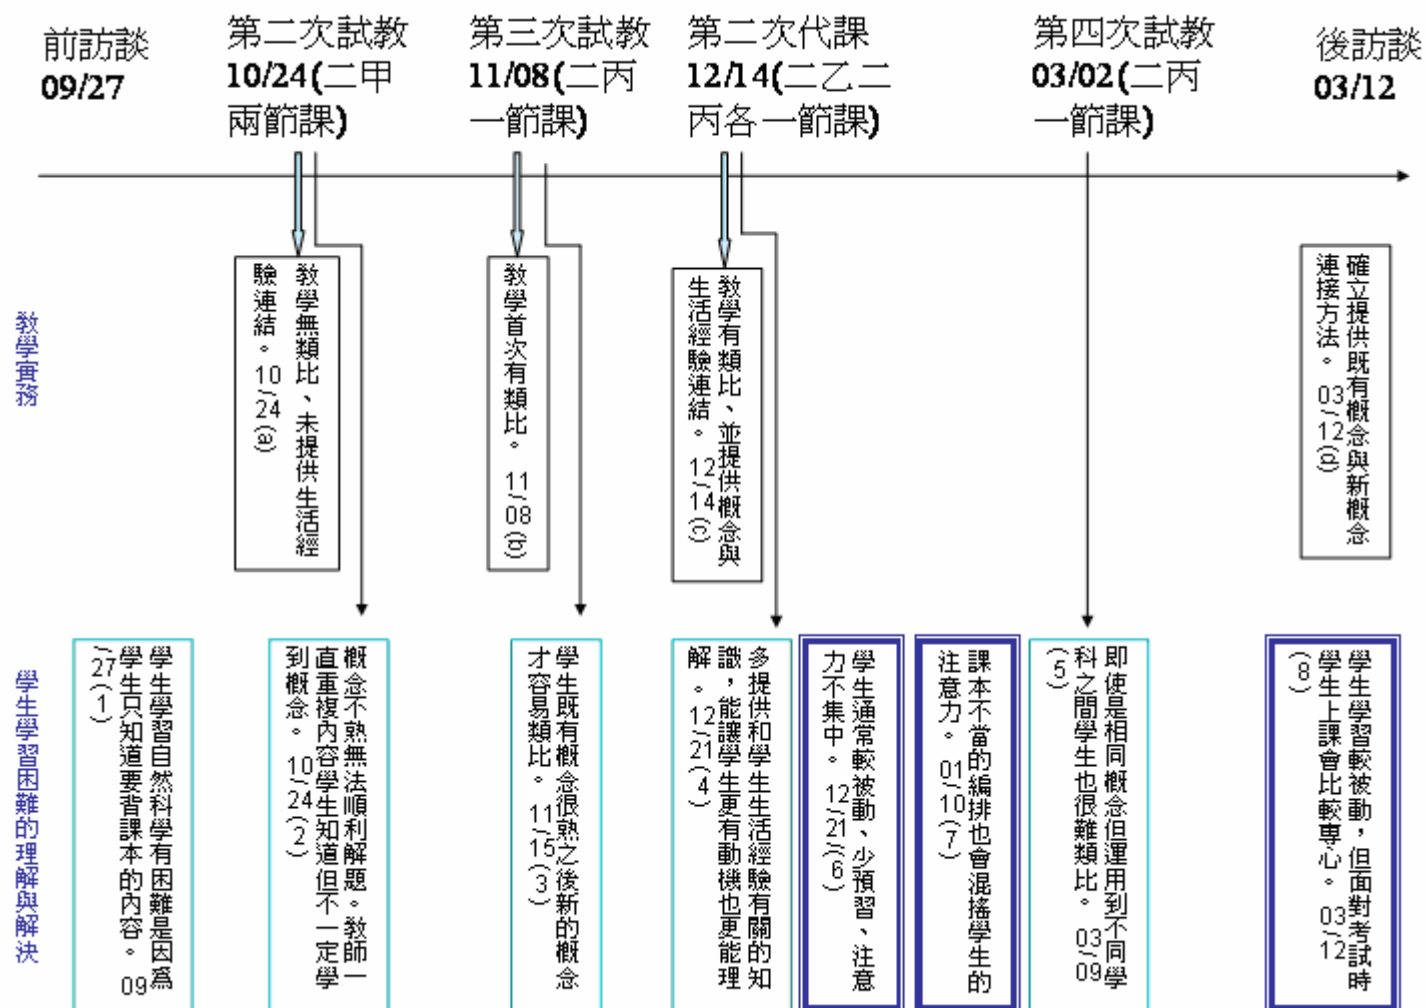 前訪談
09/27
第二次試教
10/24(二甲
兩節課)
第三次試教
11/08(二丙
一節課)
第二次代課
12/14(二乙二
丙各一節課)
第四次試教
03/02(二丙
一節課)
後訪談
03/12
教學實務
教學無類比、未提供生活經
驗連結。10/24(a)
教學首次有類比。11/08(b)
教學有類比、並提供概念與
生活經驗連結。12/14(c)
確立提供既有概念與新概念
連接方法。03/12(d)
學生學習困難的理解與解決
學生學習自然科學有困難是因為
學生只知道要背課本的內容。09
/27(1)
概念不熟無法順利解題。教師一
直重複內容學生知道但不一定學
到概念。10/24(2)
學生既有概念很熟之後新的概念
才容易類比。11/15(3)
多提供和學生生活經驗有關的知
識，能讓學生更有動機也更能理
解。12/21(4)
學生通常較被動、少預習、注意
力不集中。12/21(6)
課本不當的編排也會混搖學生的
注意力。01/10(7)
即使是相同概念但運用到不同學
科之間學生也很難類比。03/09
(5)
學生學習較被動，但面對考試時
學生上課會比較專心。03/12
(8)